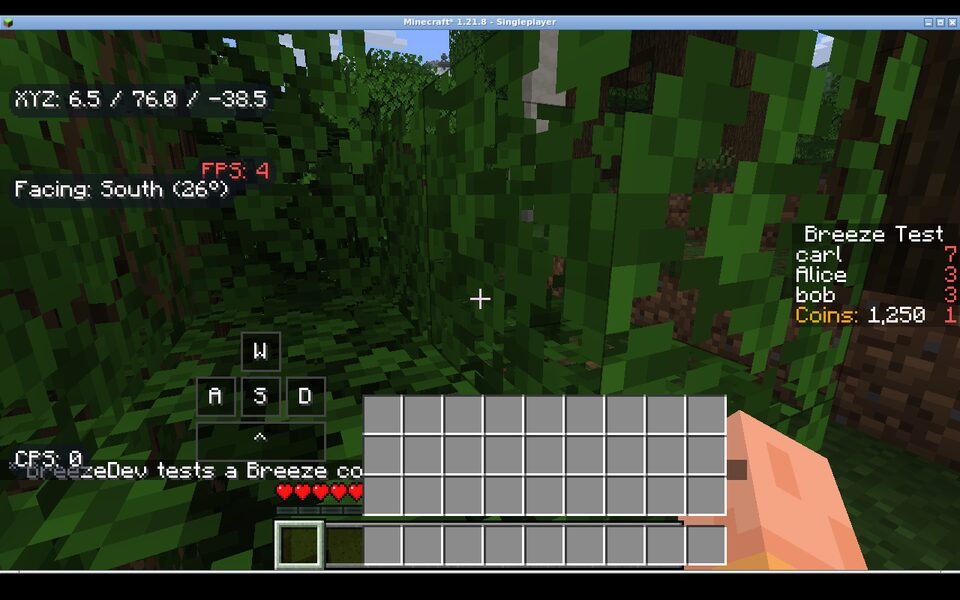 Minecraft* 1.21.8 - Singleplayer
XYZ: 6.5 / 76.0 / -38.5
FPS: 4
Facing: South (26°)
Breeze Test
carl 7
Alice 3
bob 3
Coins: 1,250 1
W
A S D
^
CPS: 0
BreezeDev tests a Breeze co